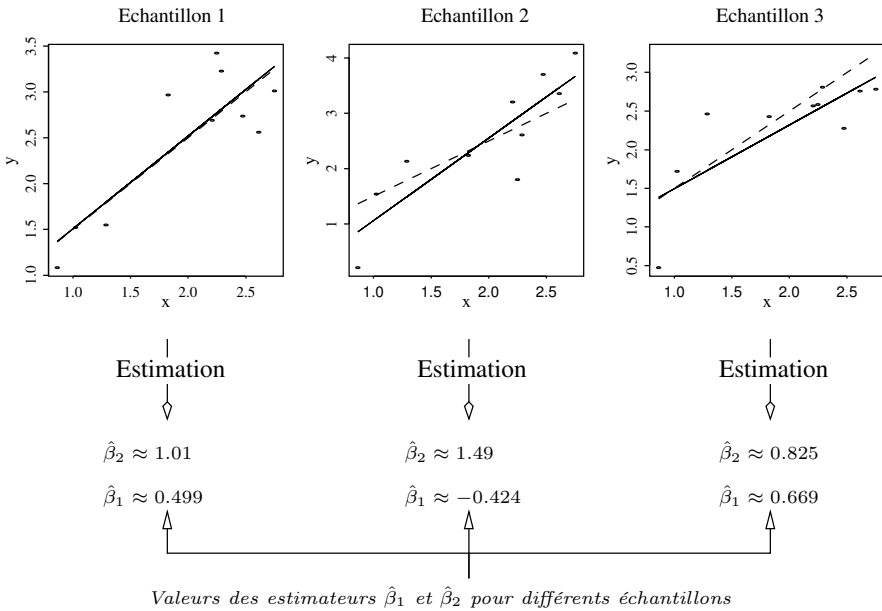 Echantillon 1
Echantillon 2
Echantillon 3
3.5
3.0
2.5
2.0
1.5
1.0
y
1.0
1.5
2.0
2.5
x
4
3
2
1
y
1.0
1.5
2.0
2.5
x
3.0
2.5
2.0
1.5
1.0
0.5
y
1.0
1.5
2.0
2.5
x
Estimation
Estimation
Estimation
β̂₂ ≈ 1.01
β̂₂ ≈ 1.49
β̂₂ ≈ 0.825
β̂₁ ≈ 0.499
β̂₁ ≈ −0.424
β̂₁ ≈ 0.669
Valeurs des estimateurs β̂₁ et β̂₂ pour différents échantillons